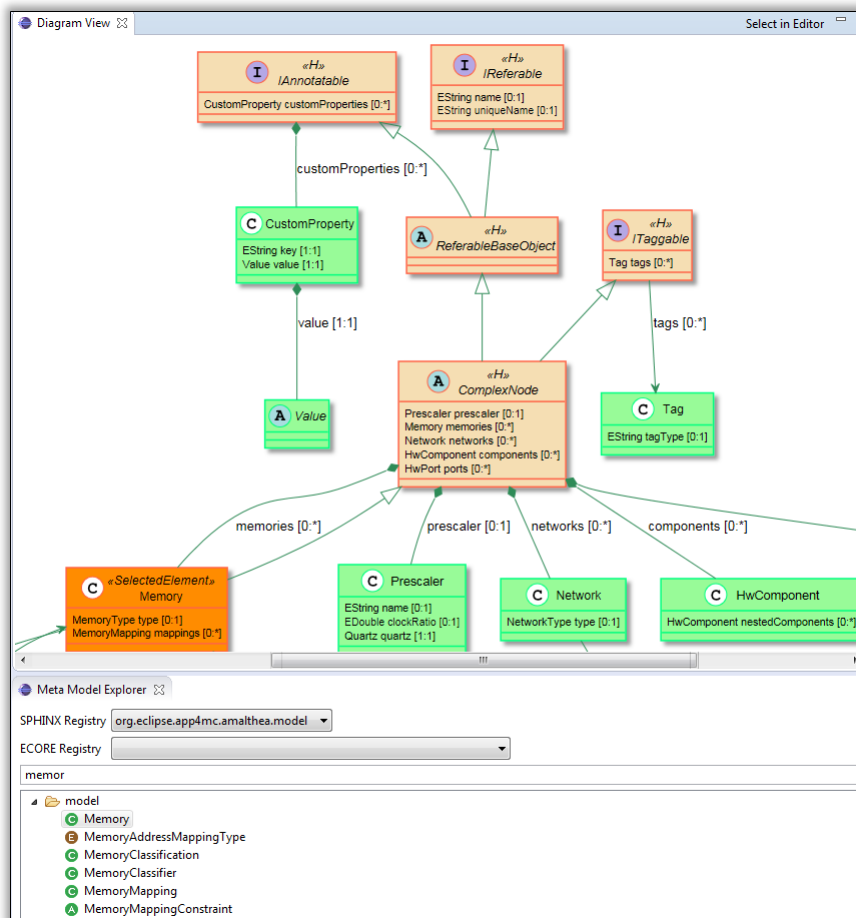 Diagram View
Select in Editor
«H»
I
IAnnotatable
CustomProperty customProperties [0:*]
«H»
I
IReferable
EString name [0:1]
EString uniqueName [0:1]
customProperties [0:*]
C CustomProperty
EString key [1:1]
Value value [1:1]
«H»
A
ReferableBaseObject
«H»
I
ITaggable
Tag tags [0:*]
value [1:1]
tags [0:*]
A Value
«H»
A
ComplexNode
Prescaler prescaler [0:1]
Memory memories [0:*]
Network networks [0:*]
HwComponent components [0:*]
HwPort ports [0:*]
C Tag
EString tagType [0:1]
memories [0:*]
prescaler [0:1]
networks [0:*]
components [0:*]
«SelectedElement»
C
Memory
MemoryType type [0:1]
MemoryMapping mappings [0:*]
C Prescaler
EString name [0:1]
EDouble clockRatio [0:1]
Quartz quartz [1:1]
C Network
NetworkType type [0:1]
C HwComponent
HwComponent nestedComponents [0:*]
Meta Model Explorer
SPHINX Registry org.eclipse.app4mc.amalthea.model
ECORE Registry
memor
model
C Memory
E MemoryAddressMappingType
C MemoryClassification
C MemoryClassifier
C MemoryMapping
A MemoryMappingConstraint